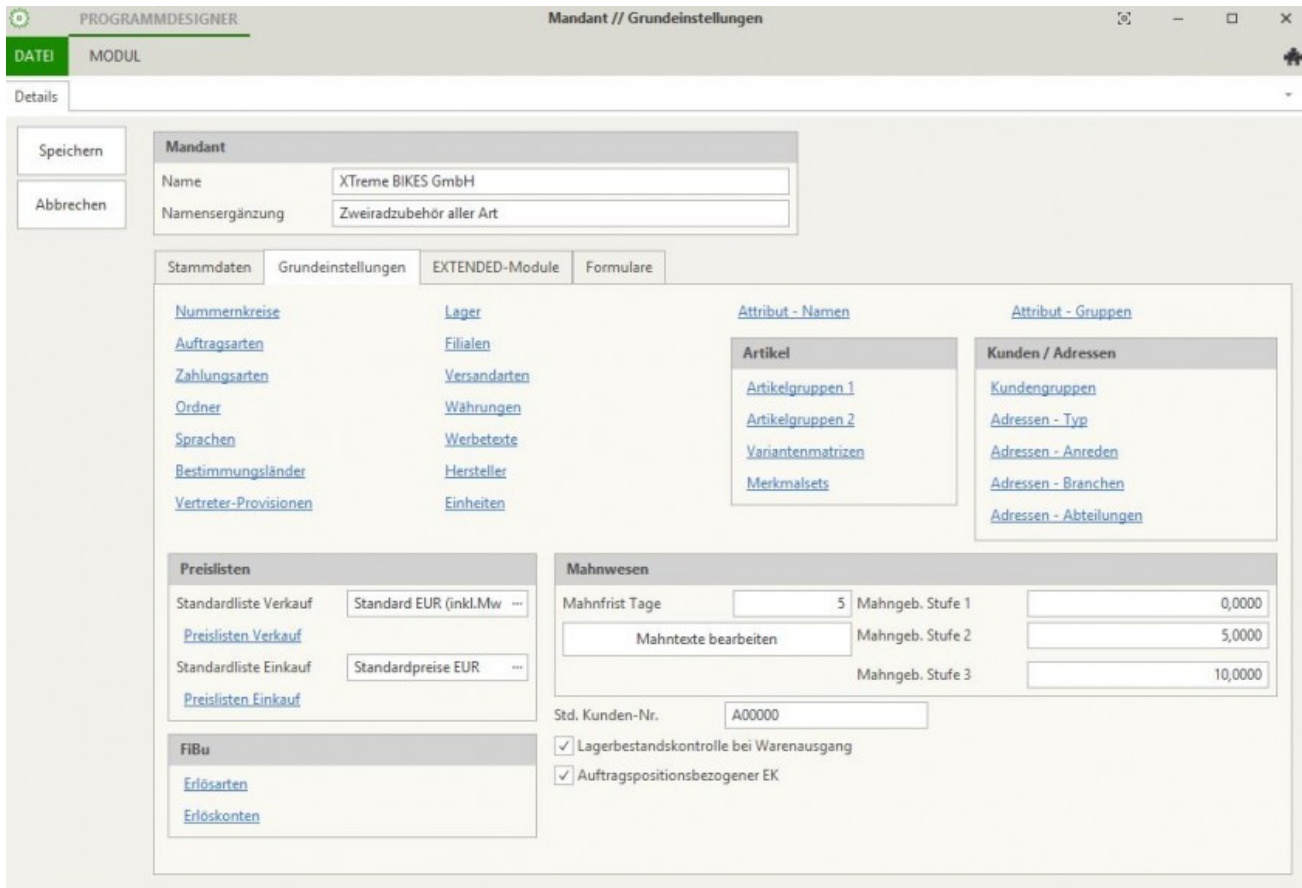 PROGRAMMDESIGNER Mandant // Grundeinstellungen
DATEI MODUL
Details
Speichern
Abbrechen
Mandant
Name XTreme BIKES GmbH
Namensergänzung Zweiradzubehör aller Art
Stammdaten Grundeinstellungen EXTENDED-Module Formulare
Nummernkreise Lager Attribut - Namen Attribut - Gruppen
Auftragsarten Filialen
Zahlungsarten Versandarten
Ordner Währungen
Sprachen Werbetexte
Bestimmungsländer Hersteller
Vertreter-Provisionen Einheiten
Artikel
Artikelgruppen 1
Artikelgruppen 2
Variantenmatrizen
Merkmalsets
Kunden / Adressen
Kundengruppen
Adressen - Typ
Adressen - Anreden
Adressen - Branchen
Adressen - Abteilungen
Preislisten
Standardliste Verkauf Standard EUR (inkl.Mw ...
Preislisten Verkauf
Standardliste Einkauf Standardpreise EUR ...
Preislisten Einkauf
FiBu
Erlösarten
Erlöskonten
Mahnwesen
Mahnfrist Tage 5 Mahngeb. Stufe 1 0,0000
Mahntexte bearbeiten Mahngeb. Stufe 2 5,0000
Mahngeb. Stufe 3 10,0000
Std. Kunden-Nr. A00000
Lagerbestandskontrolle bei Warenausgang
Auftragspositionsbezogener EK